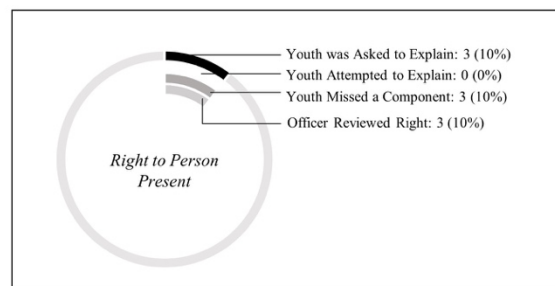 Youth was Asked to Explain: 3 (10%)
Youth Attempted to Explain: 0 (0%)
Youth Missed a Component: 3 (10%)
Officer Reviewed Right: 3 (10%)
Right to Person
Present